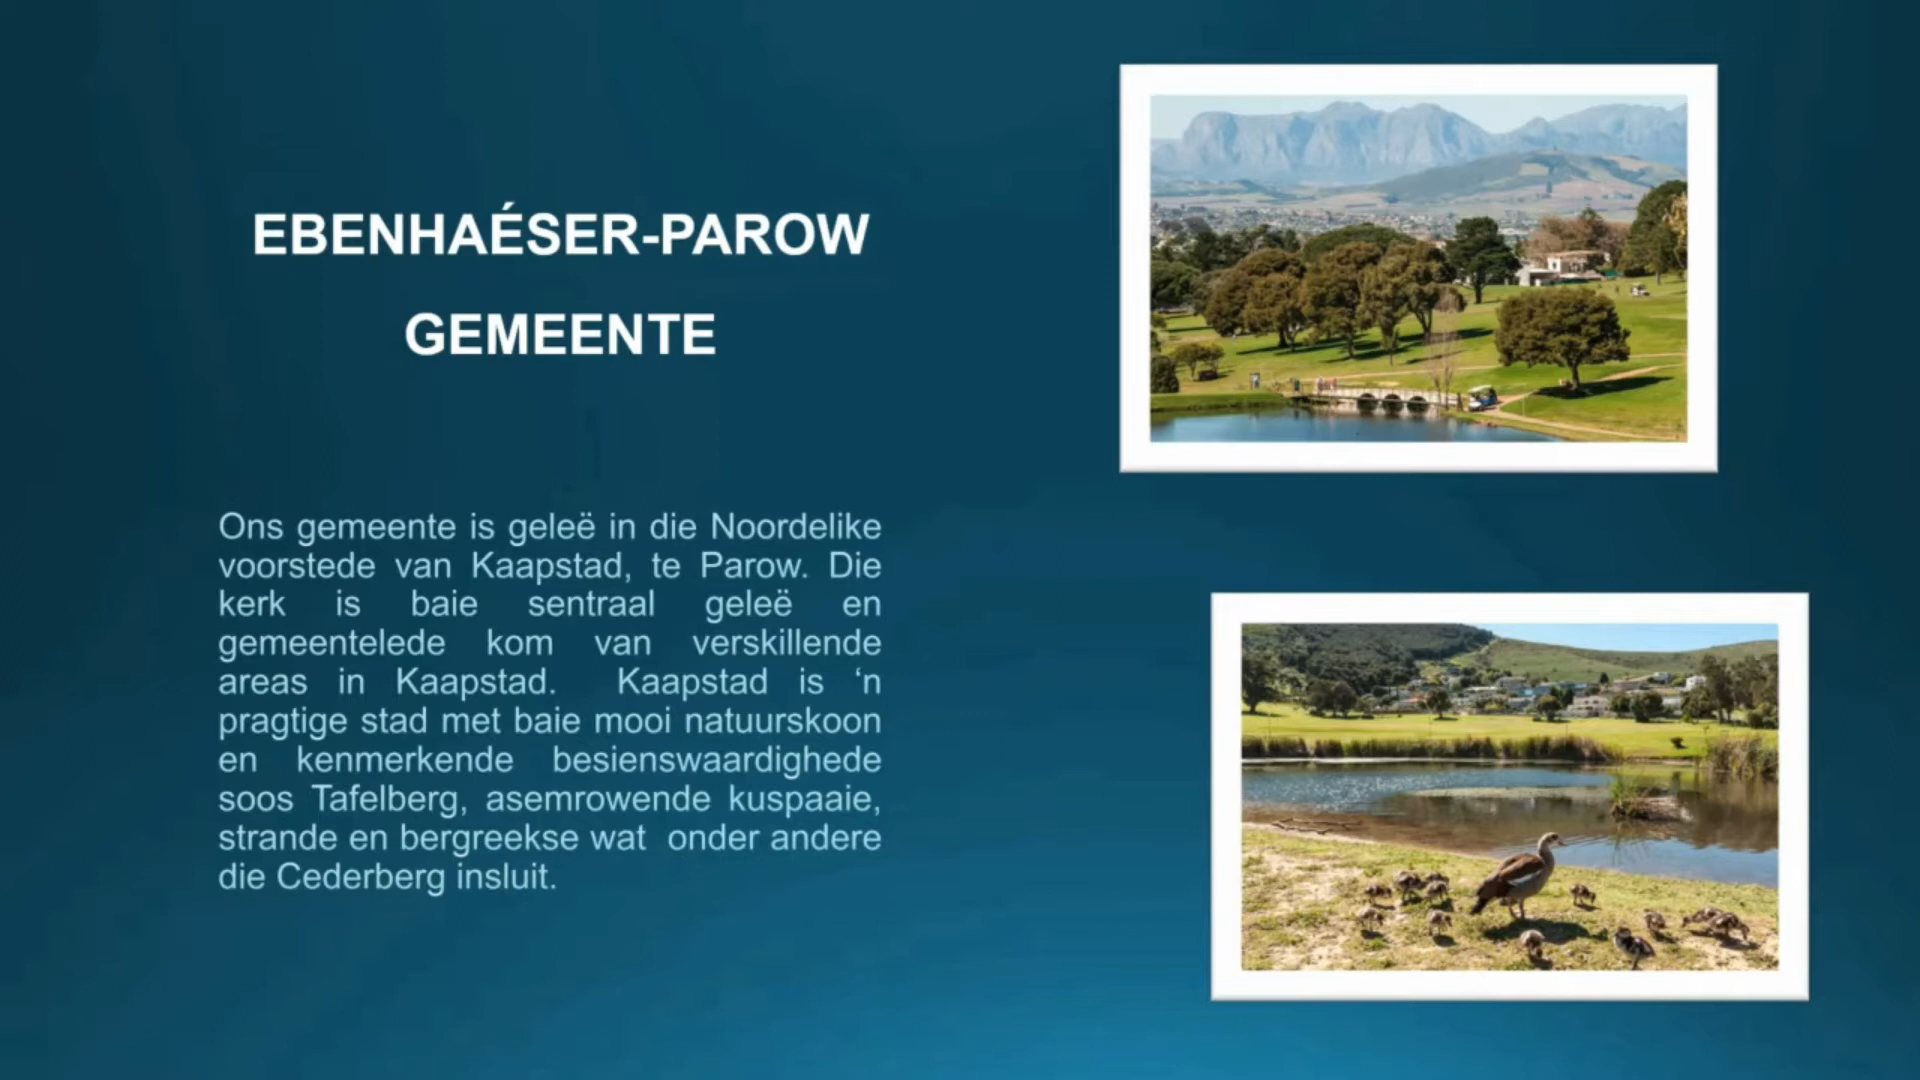 EBENHAÉSER-PAROW
GEMEENTE
Ons gemeente is geleë in die Noordelike
voorstede van Kaapstad, te Parow. Die
kerk is baie sentraal geleë en
gemeentelede kom van verskillende
areas in Kaapstad.  Kaapstad is ‘n
pragtige stad met baie mooi natuurskoon
en kenmerkende besienswaardighede
soos Tafelberg, asemrowende kuspaaie,
strande en bergreekse wat  onder andere
die Cederberg insluit.